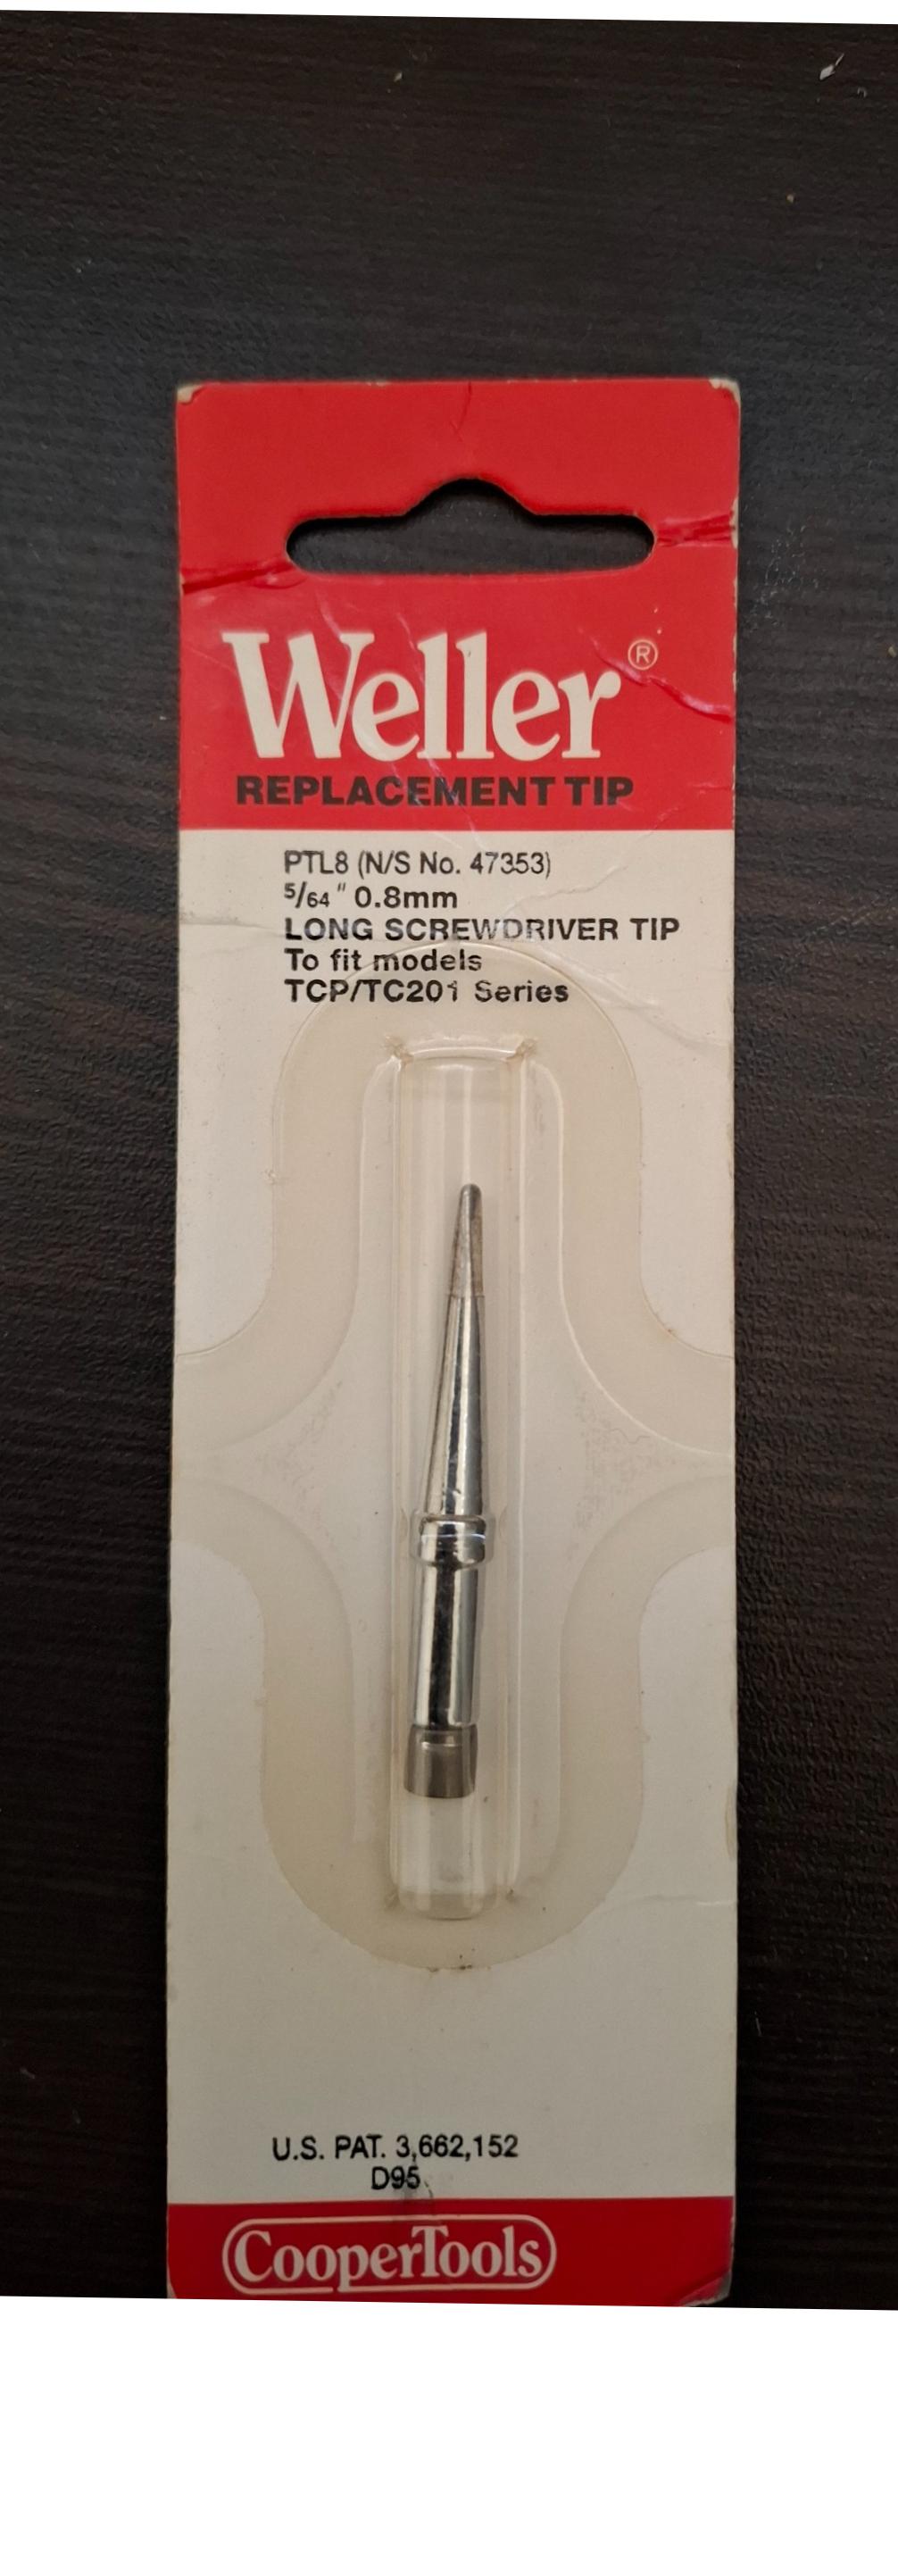 Weller®
REPLACEMENT TIP
PTL8 (N/S No. 47353)
5/64" 0.8mm
LONG SCREWDRIVER TIP
To fit models
TCP/TC201 Series
U.S. PAT. 3,662,152
D95
CooperTools